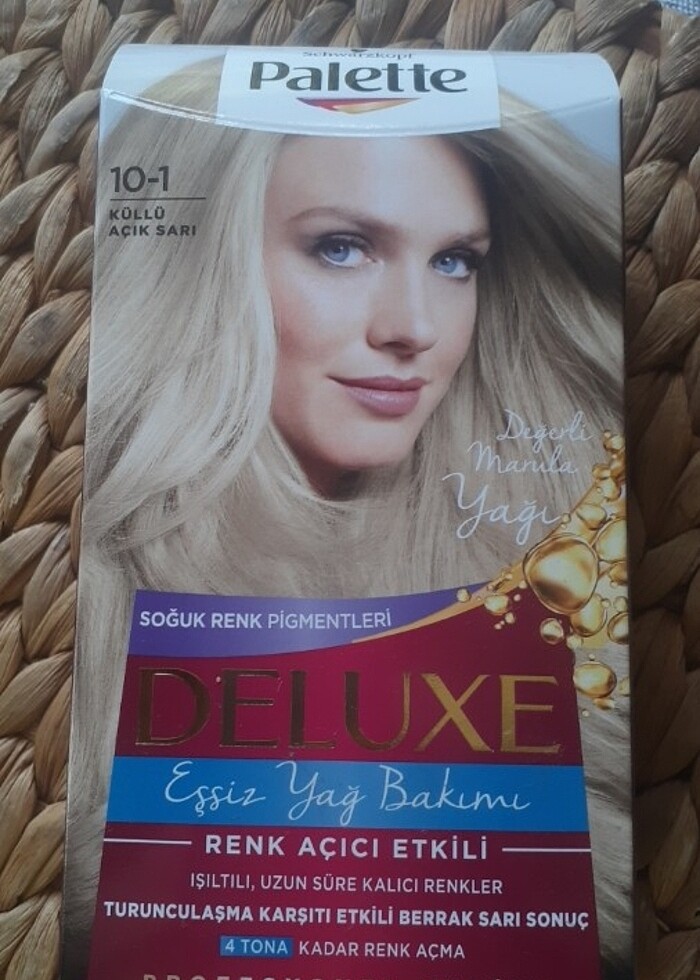 Schwarzkopf
Palette
10-1
KÜLLÜ
AÇIK SARI
Değerli
Marula
Yağı
SOĞUK RENK PİGMENTLERİ
DELUXE
Eşsiz Yağ Bakımı
RENK AÇICI ETKİLİ
IŞILTILI, UZUN SÜRE KALICI RENKLER
TURUNCULAŞMA KARŞITI ETKİLİ BERRAK SARI SONUÇ
4 TONA KADAR RENK AÇMA